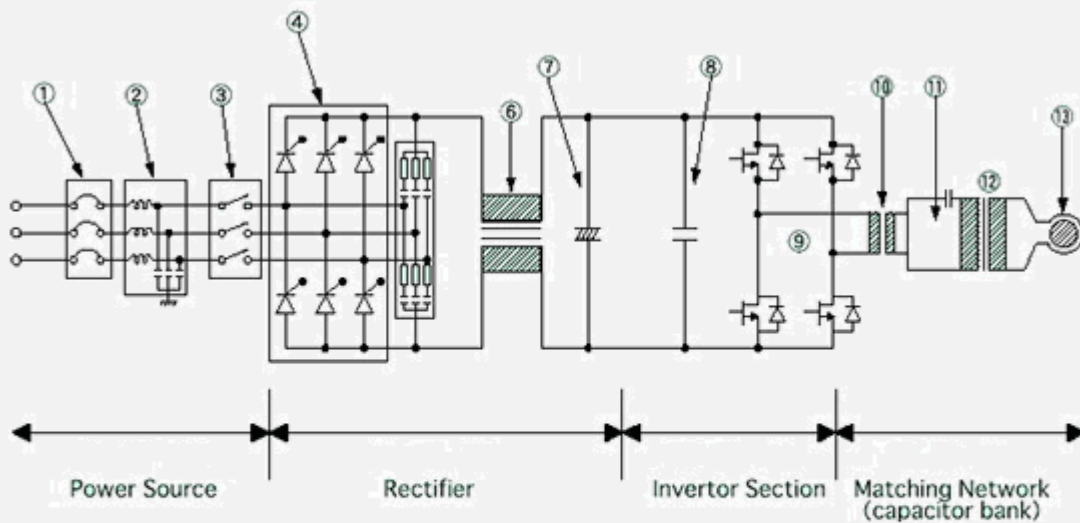 ④
⑦
⑧
① ② ③
⑥
⑩ ⑪
⑬
⑫
⑨
Power Source
Rectifier
Invertor Section
Matching Network
(capacitor bank)